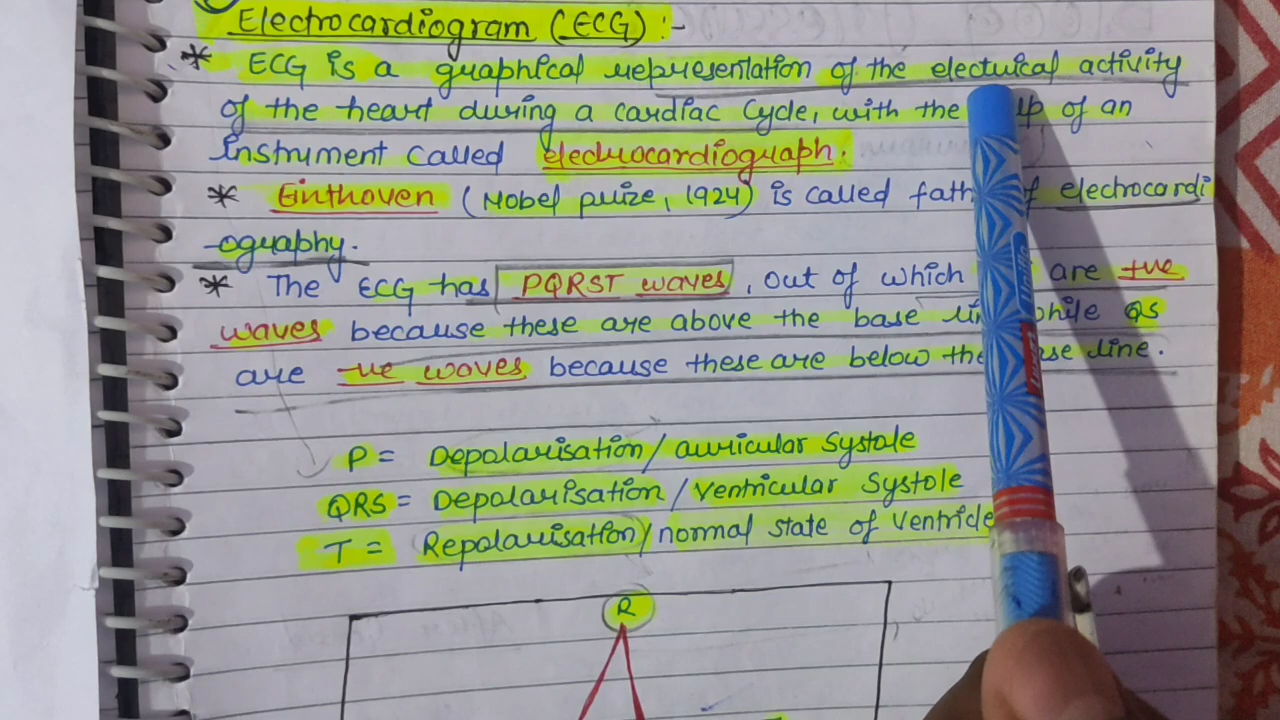 Electrocardiogram (ECG) :-
* ECG is a graphical representation of the electrical activity
of the heart during a cardiac cycle, with the of an
instrument called electrocardiograph.
* Einthoven (Nobel prize, 1924) is called electrocardi
-ography.
* The ECG has PQRST waves, out of which are +ve
waves because these are above the base while QS
are -ve waves because these are below the line.
P = Depolarisation / auricular systole
QRS = Depolarisation / ventricular systole
T = Repolarisation / normal state of ventricle
R